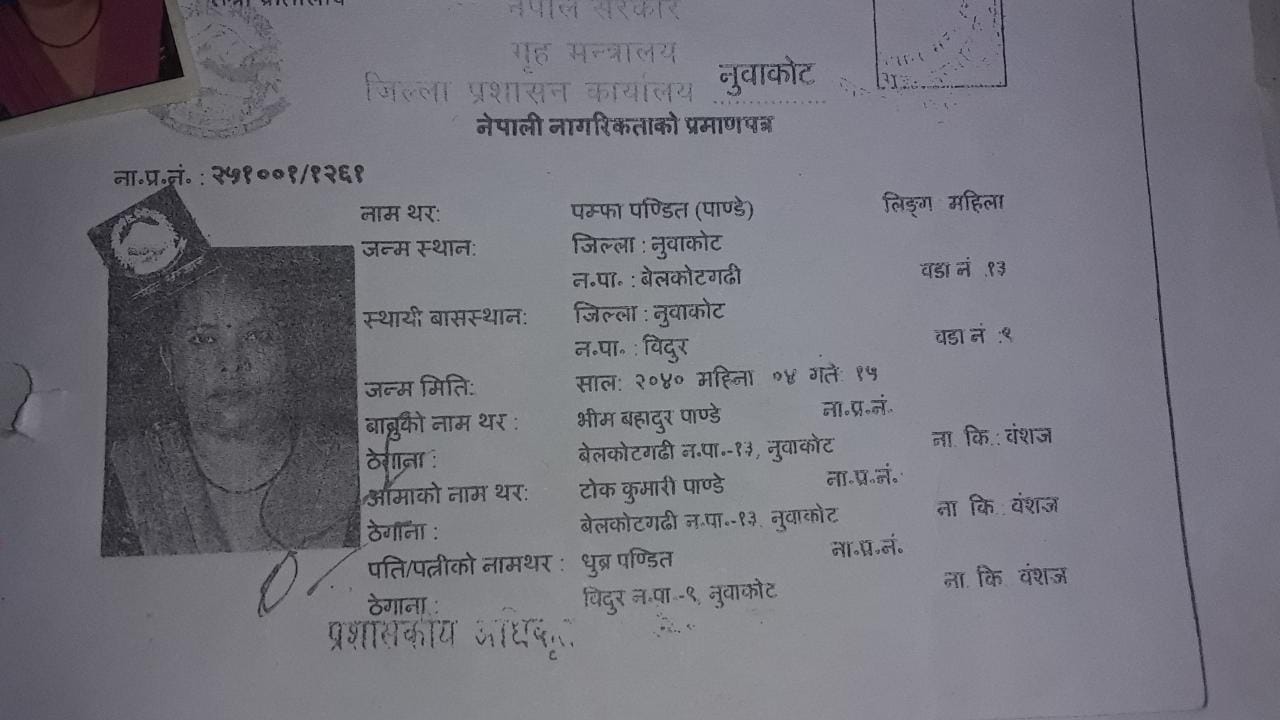 नेपाल सरकार
गृह मन्त्रालय
जिल्ला प्रशासन कार्यालय नुवाकोट
नेपाली नागरिकताको प्रमाणपत्र
ना.प्र.नं. : २५१००१/१२६१
नाम थर: पम्फा पण्डित (पाण्डे) लिङ्ग महिला
जन्म स्थान: जिल्ला : नुवाकोट
न.पा. : बेलकोटगढी वडा नं .१३
स्थायी बासस्थान: जिल्ला : नुवाकोट
न.पा. : विदुर वडा नं :९
जन्म मिति: साल: २०४० महिना ०४ गते: १५
बाबुको नाम थर : भीम बहादुर पाण्डे ना.प्र.नं.
ठेगाना : बेलकोटगढी न.पा.-१३, नुवाकोट ना. कि.: वंशज
आमाको नाम थर: टोक कुमारी पाण्डे ना.प्र.नं.
ठेगाना : बेलकोटगढी न.पा.-१३, नुवाकोट ना कि.: वंशज
पति/पत्नीको नामथर : धुब्र पण्डित ना.प्र.नं.
ठेगाना : विदुर न.पा.-९, नुवाकोट ना. कि. वंशज
प्रशासकीय अधिकृत